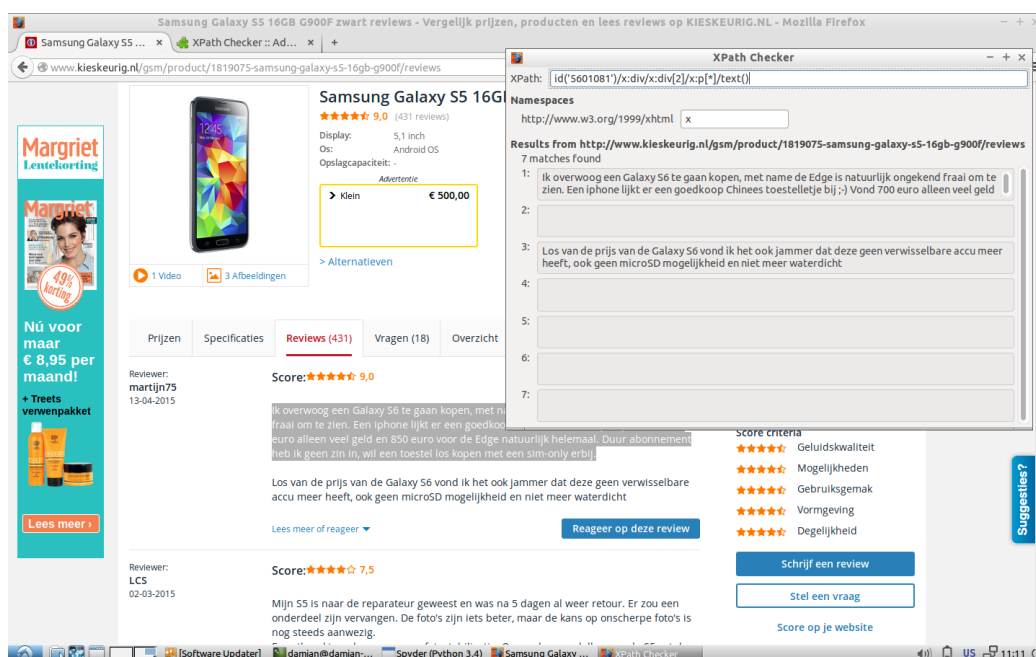 Samsung Galaxy S5 16GB G900F zwart reviews - Vergelijk prijzen, producten en lees reviews op KIESKEURIG.NL - Mozilla Firefox
Samsung Galaxy S5 ... × XPath Checker :: Ad... × +
www.kieskeurig.nl/gsm/product/1819075-samsung-galaxy-s5-16gb-g900f/reviews
XPath Checker
XPath: id('5601081')/x:div/x:div[2]/x:p[*]/text()
Namespaces
http://www.w3.org/1999/xhtml x
Results from http://www.kieskeurig.nl/gsm/product/1819075-samsung-galaxy-s5-16gb-g900f/reviews
7 matches found
1: Ik overwoog een Galaxy S6 te gaan kopen, met name de Edge is natuurlijk ongekend fraai om te
zien. Een iphone lijkt er een goedkoop Chinees toestelletje bij ;-) Vond 700 euro alleen veel geld
2:
3: Los van de prijs van de Galaxy S6 vond ik het ook jammer dat deze geen verwisselbare accu meer
heeft, ook geen microSD mogelijkheid en niet meer waterdicht
4:
5:
6:
7:
Margriet
Lentekorting
Margriet
49%
korting
Nú voor
maar
€ 8,95 per
maand!
+ Treets
verwenpakket
Lees meer ›
12:45
Samsung Galaxy S5 16G
9,0 (431 reviews)
Display: 5,1 inch
Os: Android OS
Opslagcapaciteit: -
Advertentie
Klein € 500,00
> Alternatieven
1 Video 3 Afbeeldingen
Prijzen Specificaties Reviews (431) Vragen (18) Overzicht
Reviewer:
martijn75
13-04-2015
Score: 9,0
Ik overwoog een Galaxy S6 te gaan kopen, met n
fraai om te zien. Een iphone lijkt er een goedkoo
euro alleen veel geld en 850 euro voor de Edge natuurlijk helemaal. Duur abonnement
heb ik geen zin in, wil een toestel los kopen met een sim-only erbij.
Los van de prijs van de Galaxy S6 vond ik het ook jammer dat deze geen verwisselbare
accu meer heeft, ook geen microSD mogelijkheid en niet meer waterdicht
Lees meer of reageer Reageer op deze review
Reviewer:
LCS
02-03-2015
Score: 7,5
Mijn S5 is naar de reparateur geweest en was na 5 dagen al weer retour. Er zou een
onderdeel zijn vervangen. De foto's zijn iets beter, maar de kans op onscherpe foto's is
nog steeds aanwezig.
Score criteria
Geluidskwaliteit
Mogelijkheden
Gebruiksgemak
Vormgeving
Degelijkheid
Schrijf een review
Stel een vraag
Score op je website
Suggesties?
[Software Updater] damian@damian-... Spyder (Python 3.4) Samsung Galaxy ... XPath Checker US 11:11